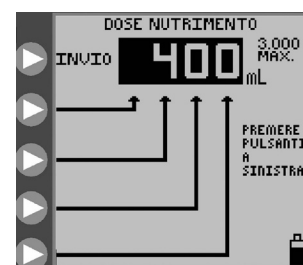 DOSE NUTRIMENTO
INVIO 400 mL 3.000 MAX.
PREMERE
PULSANTI
A
SINISTRA